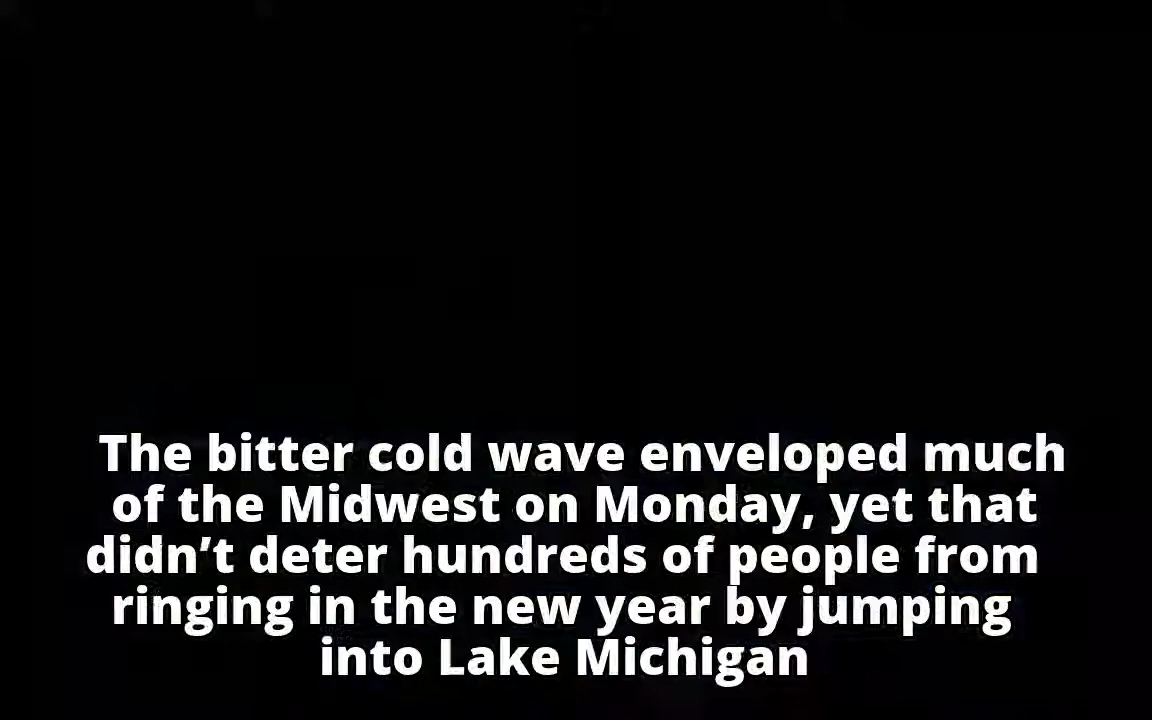 The bitter cold wave enveloped much
of the Midwest on Monday, yet that
didn’t deter hundreds of people from
ringing in the new year by jumping
into Lake Michigan